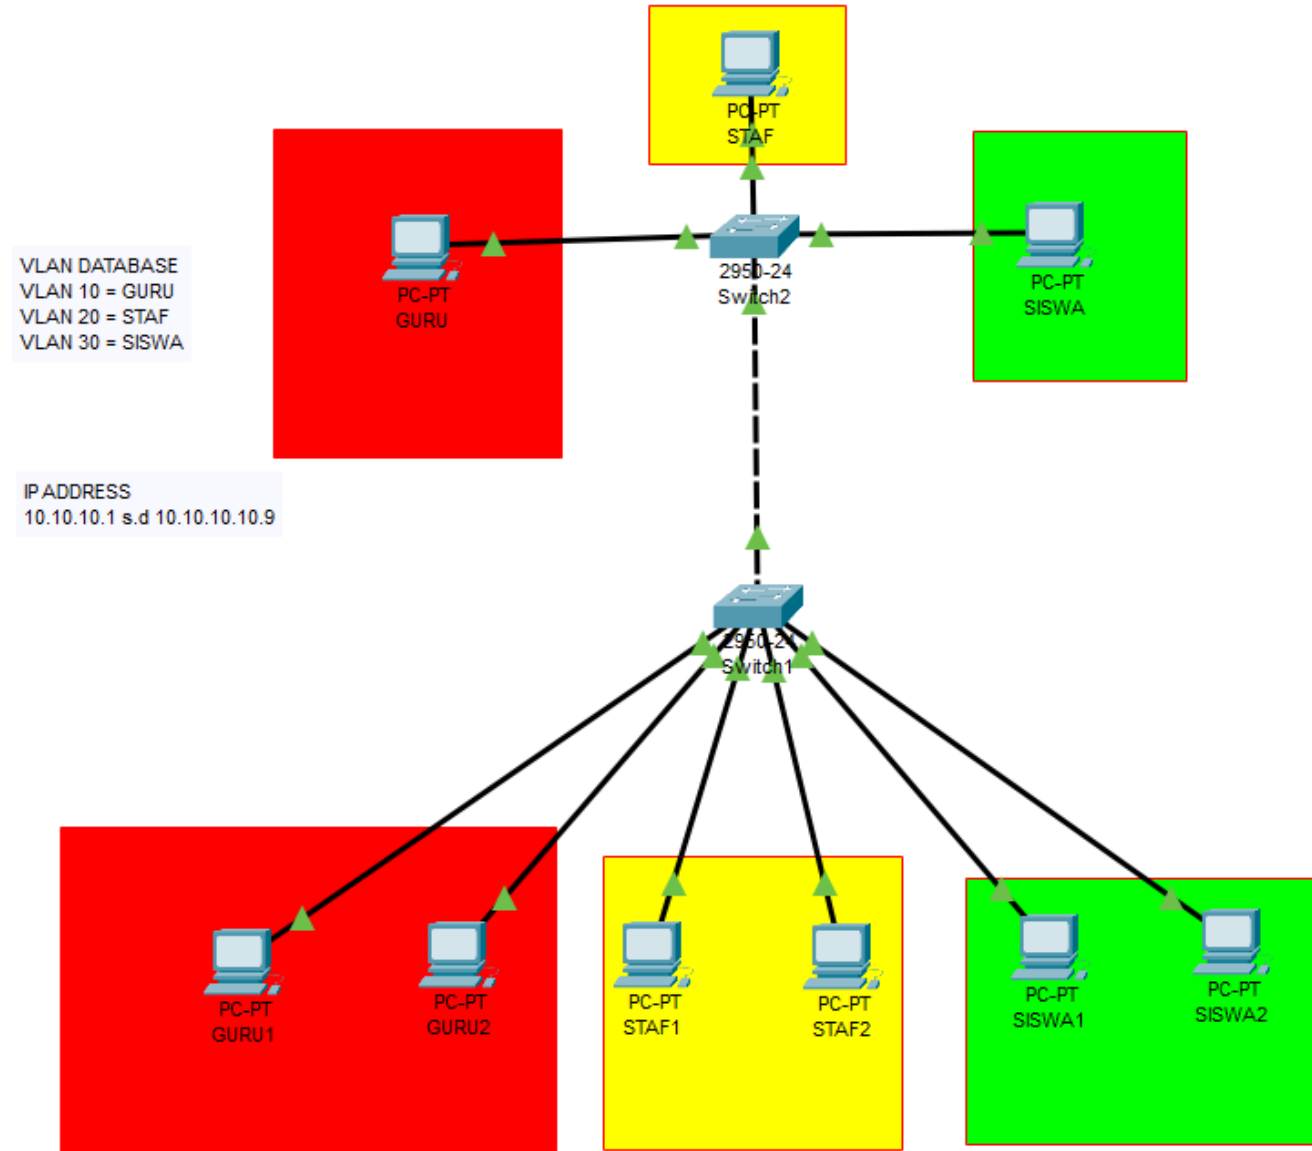 PC-PT
STAF
PC-PT
GURU
2950-24
Switch2
PC-PT
SISWA
VLAN DATABASE
VLAN 10 = GURU
VLAN 20 = STAF
VLAN 30 = SISWA
IP ADDRESS
10.10.10.1 s.d 10.10.10.10.9
2950-24
Switch1
PC-PT
GURU1
PC-PT
GURU2
PC-PT
STAF1
PC-PT
STAF2
PC-PT
SISWA1
PC-PT
SISWA2